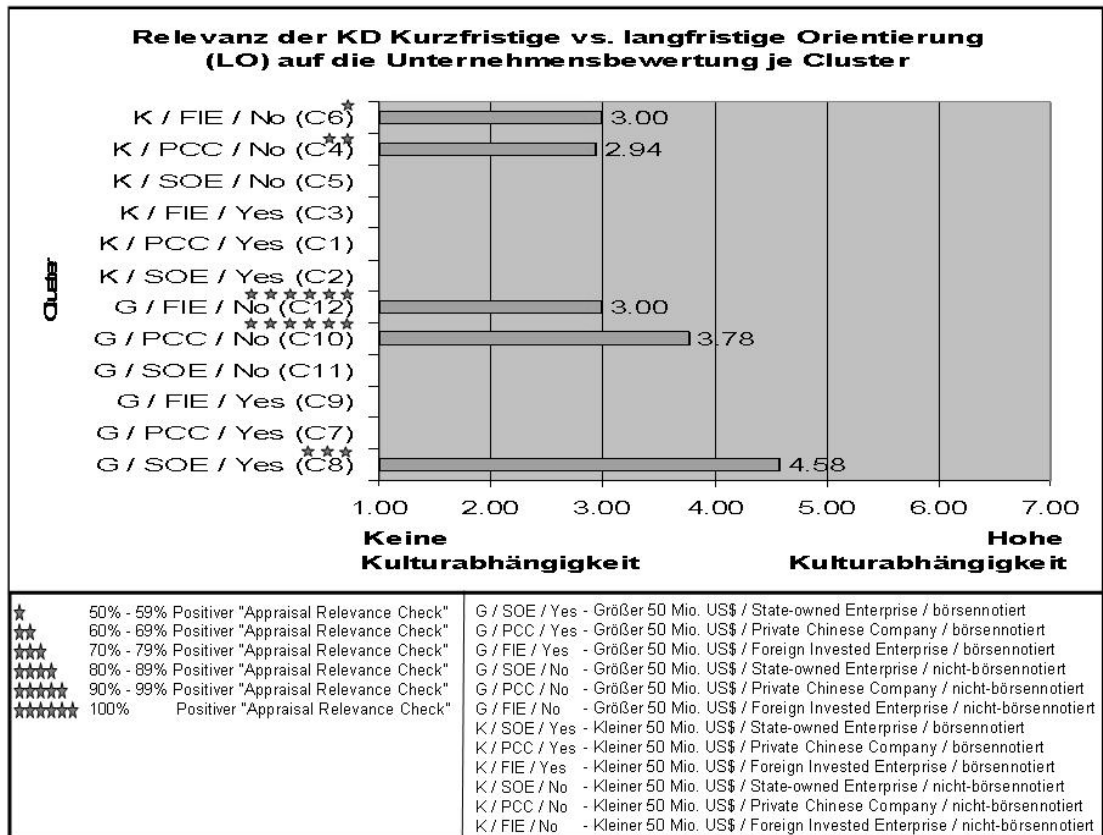 Relevanz der KD Kurzfristige vs. langfristige Orientierung
(LO) auf die Unternehmensbewertung je Cluster
Cluster
K / FIE / No (C6)
3.00
K / PCC / No (C4)
2.94
K / SOE / No (C5)
K / FIE / Yes (C3)
K / PCC / Yes (C1)
K / SOE / Yes (C2)
G / FIE / No (C12)
3.00
G / PCC / No (C10)
3.78
G / SOE / No (C11)
G / FIE / Yes (C9)
G / PCC / Yes (C7)
G / SOE / Yes (C8)
4.58
1.00 2.00 3.00 4.00 5.00 6.00 7.00
Keine Kulturabhängigkeit
Hohe Kulturabhängigkeit
50% - 59% Positiver "Appraisal Relevance Check"
60% - 69% Positiver "Appraisal Relevance Check"
70% - 79% Positiver "Appraisal Relevance Check"
80% - 89% Positiver "Appraisal Relevance Check"
90% - 99% Positiver "Appraisal Relevance Check"
100% Positiver "Appraisal Relevance Check"
G / SOE / Yes - Größer 50 Mio. US$ / State-owned Enterprise / börsennotiert
G / PCC / Yes - Größer 50 Mio. US$ / Private Chinese Company / börsennotiert
G / FIE / Yes - Größer 50 Mio. US$ / Foreign Invested Enterprise / börsennotiert
G / SOE / No - Größer 50 Mio. US$ / State-owned Enterprise / nicht-börsennotiert
G / PCC / No - Größer 50 Mio. US$ / Private Chinese Company / nicht-börsennotiert
G / FIE / No - Größer 50 Mio. US$ / Foreign Invested Enterprise / nicht-börsennotiert
K / SOE / Yes - Kleiner 50 Mio. US$ / State-owned Enterprise / börsennotiert
K / PCC / Yes - Kleiner 50 Mio. US$ / Private Chinese Company / börsennotiert
K / FIE / Yes - Kleiner 50 Mio. US$ / Foreign Invested Enterprise / börsennotiert
K / SOE / No - Kleiner 50 Mio. US$ / State-owned Enterprise / nicht-börsennotiert
K / PCC / No - Kleiner 50 Mio. US$ / Private Chinese Company / nicht-börsennotiert
K / FIE / No - Kleiner 50 Mio. US$ / Foreign Invested Enterprise / nicht-börsennotiert